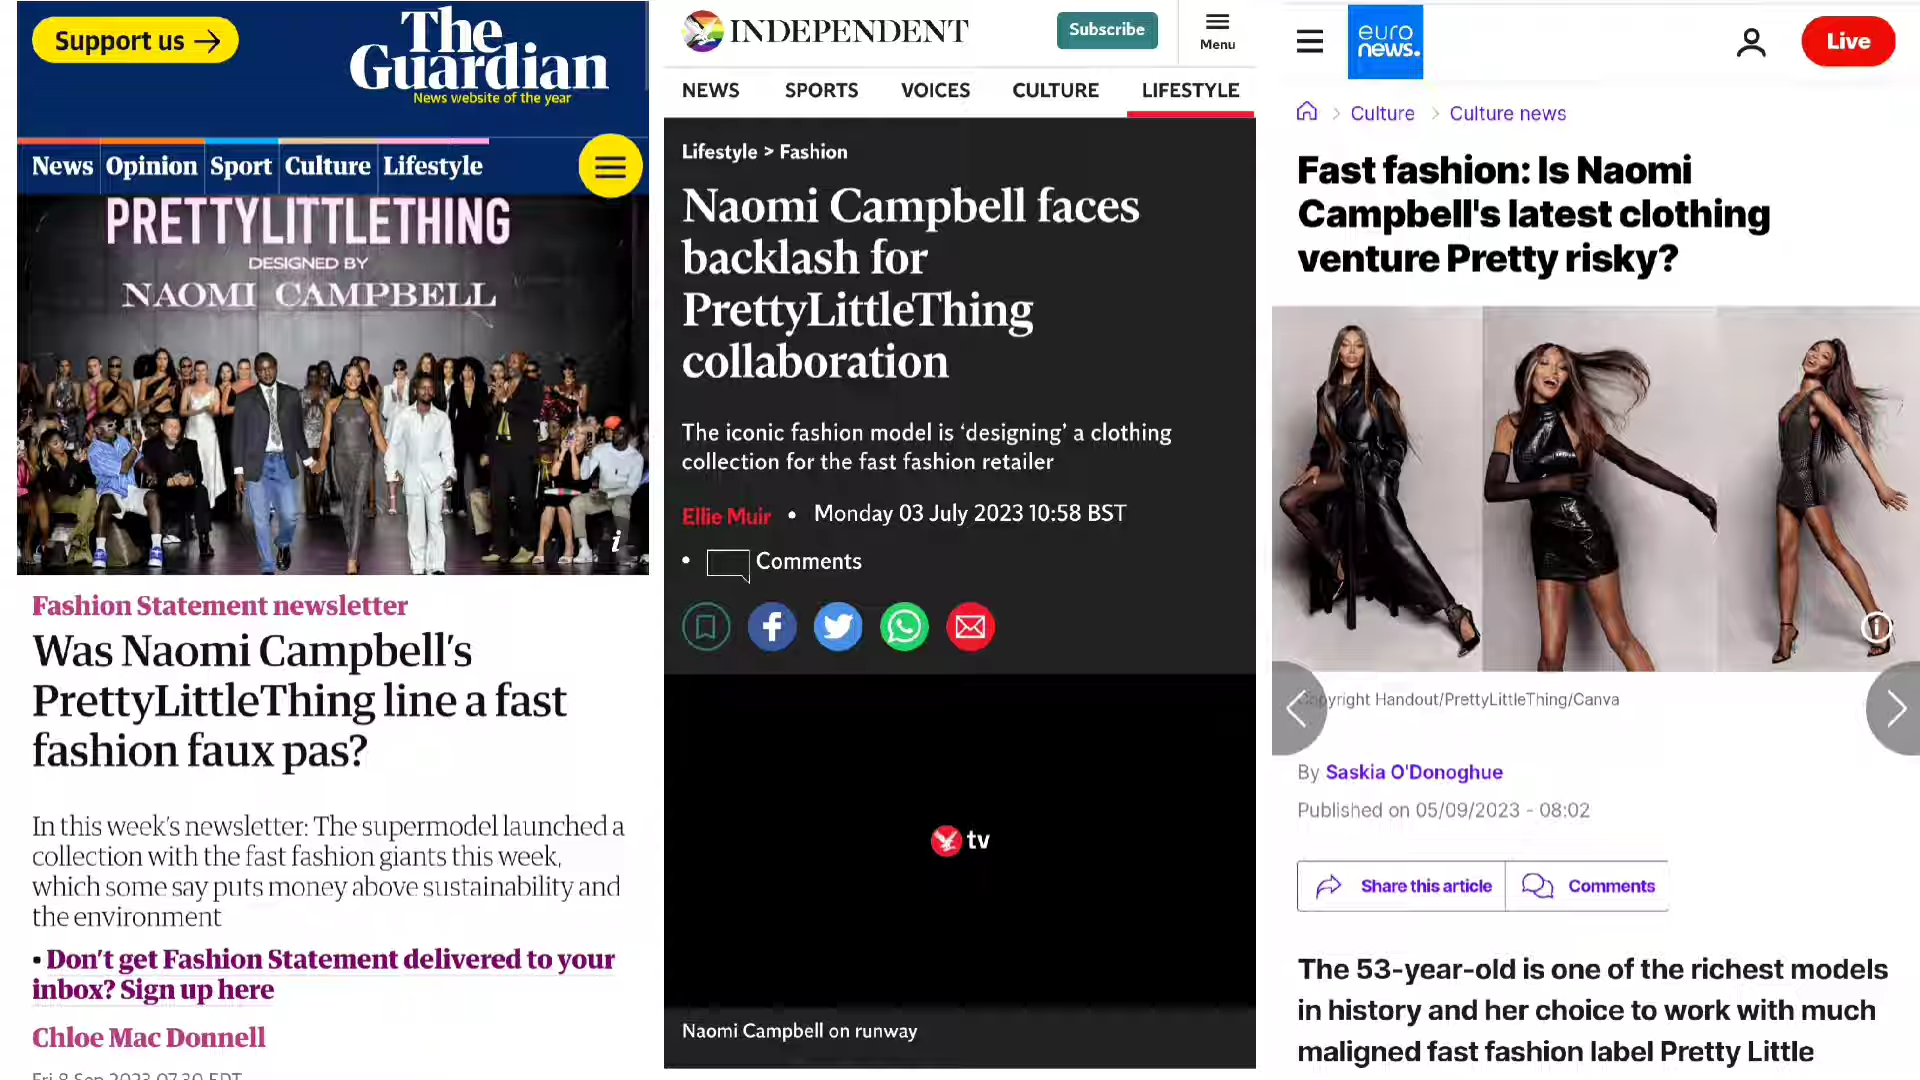 Support us
The
Guardian
News website of the year
News Opinion Sport Culture Lifestyle
PRETTYLITTLETHING
DESIGNED BY
NAOMI CAMPBELL
i
Fashion Statement newsletter
Was Naomi Campbell's
PrettyLittleThing line a fast
fashion faux pas?
In this week's newsletter: The supermodel launched a
collection with the fast fashion giants this week,
which some say puts money above sustainability and
the environment
• Don't get Fashion Statement delivered to your
inbox? Sign up here
Chloe Mac Donnell
Fri 8 Sep 2023 07.30 EDT
INDEPENDENT
Subscribe
Menu
NEWS SPORTS VOICES CULTURE LIFESTYLE
Lifestyle > Fashion
Naomi Campbell faces
backlash for
PrettyLittleThing
collaboration
The iconic fashion model is ‘designing’ a clothing
collection for the fast fashion retailer
Ellie Muir • Monday 03 July 2023 10:58 BST
• Comments
tv
Naomi Campbell on runway
euro
news.
Live
Culture > Culture news
Fast fashion: Is Naomi
Campbell's latest clothing
venture Pretty risky?
Copyright Handout/PrettyLittleThing/Canva
By Saskia O'Donoghue
Published on 05/09/2023 - 08:02
Share this article Comments
The 53-year-old is one of the richest models
in history and her choice to work with much
maligned fast fashion label Pretty Little